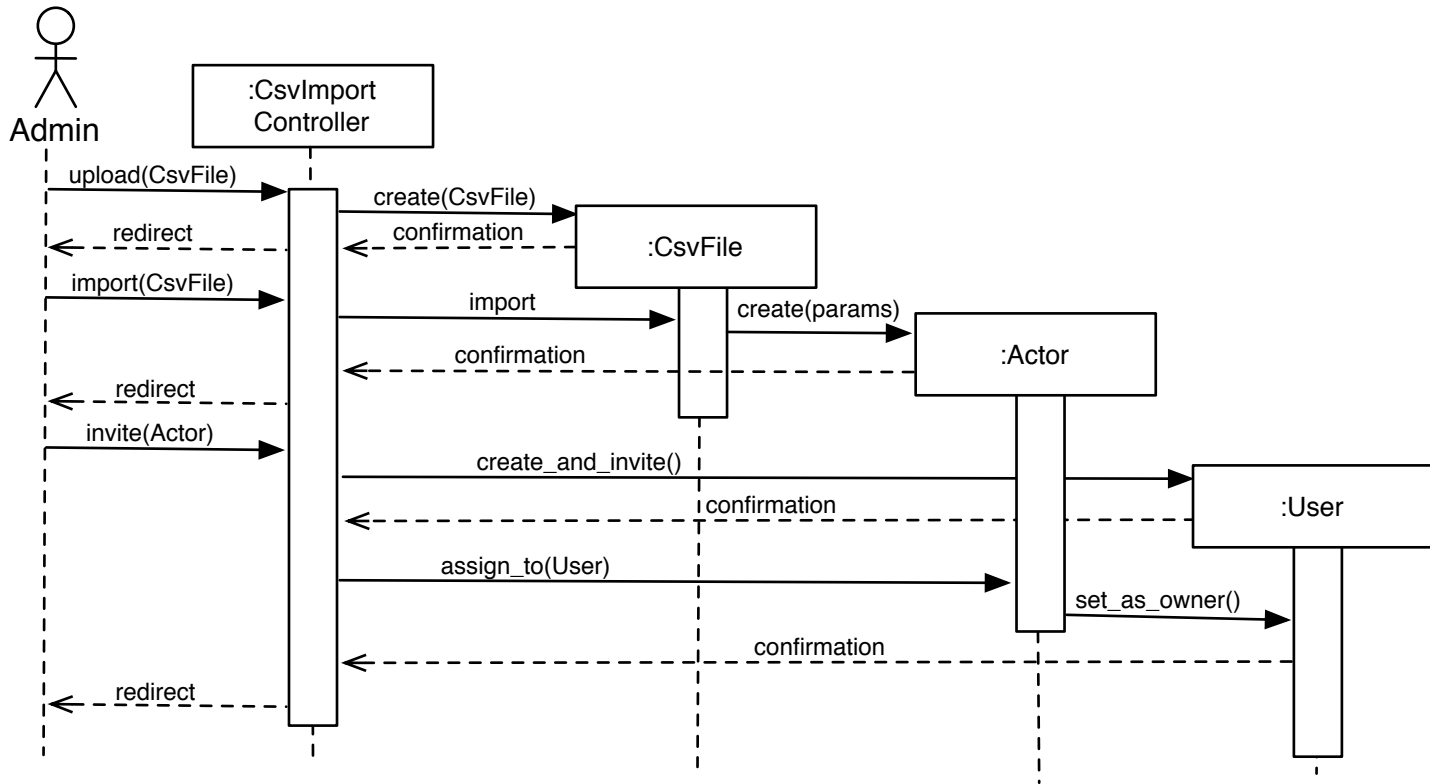 :CsvImport
Controller
Admin
upload(CsvFile)
create(CsvFile)
redirect
confirmation
:CsvFile
import(CsvFile)
import
create(params)
confirmation
:Actor
redirect
invite(Actor)
create_and_invite()
confirmation
:User
assign_to(User)
set_as_owner()
confirmation
redirect